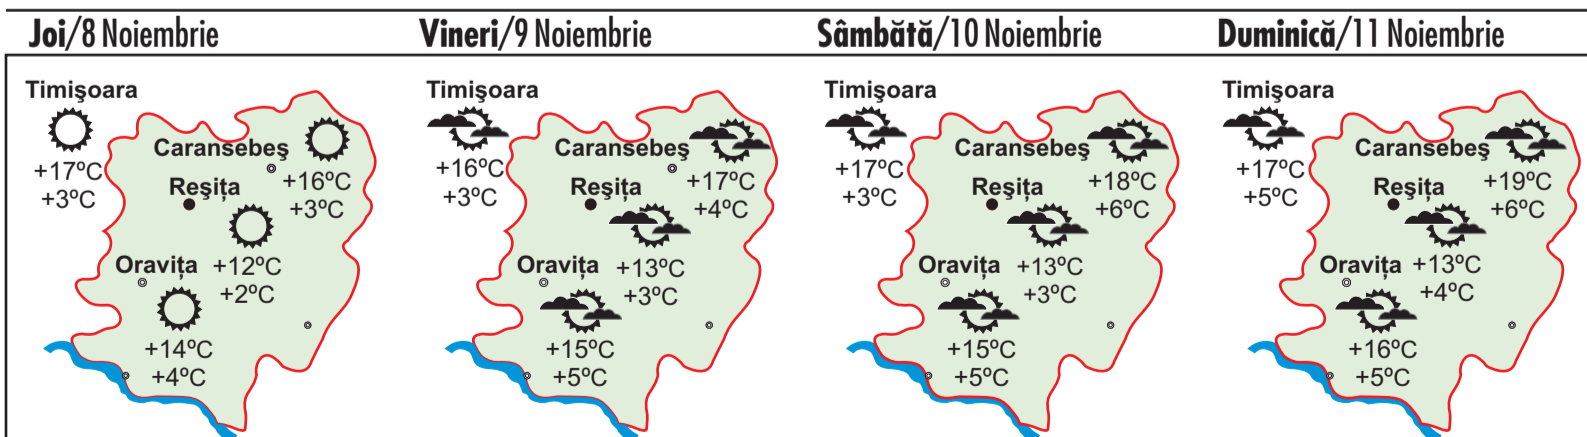 Joi/8 Noiembrie
Timişoara
+17ºC
+3ºC
Caransebeş
+16ºC
+3ºC
Reşiţa
+12ºC
+2ºC
Oraviţa
+14ºC
+4ºC
Vineri/9 Noiembrie
Timişoara
+16ºC
+3ºC
Caransebeş
+17ºC
+4ºC
Reşiţa
+13ºC
+3ºC
Oraviţa
+15ºC
+5ºC
Sâmbătă/10 Noiembrie
Timişoara
+17ºC
+3ºC
Caransebeş
+18ºC
+6ºC
Reşiţa
+13ºC
+3ºC
Oraviţa
+15ºC
+5ºC
Duminică/11 Noiembrie
Timişoara
+17ºC
+5ºC
Caransebeş
+19ºC
+6ºC
Reşiţa
+13ºC
+4ºC
Oraviţa
+16ºC
+5ºC